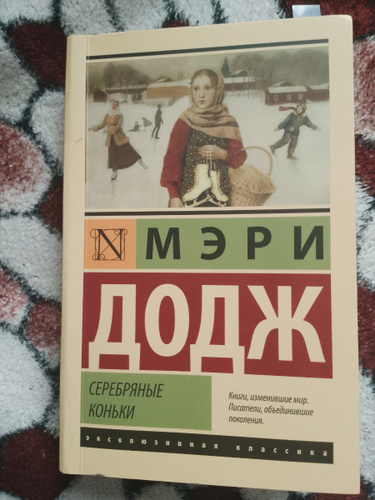 N
МЭРИ
ДОДЖ
СЕРЕБРЯНЫЕ
КОНЬКИ
Книги, изменившие мир.
Писатели, объединившие
поколения.
эксклюзивная классика